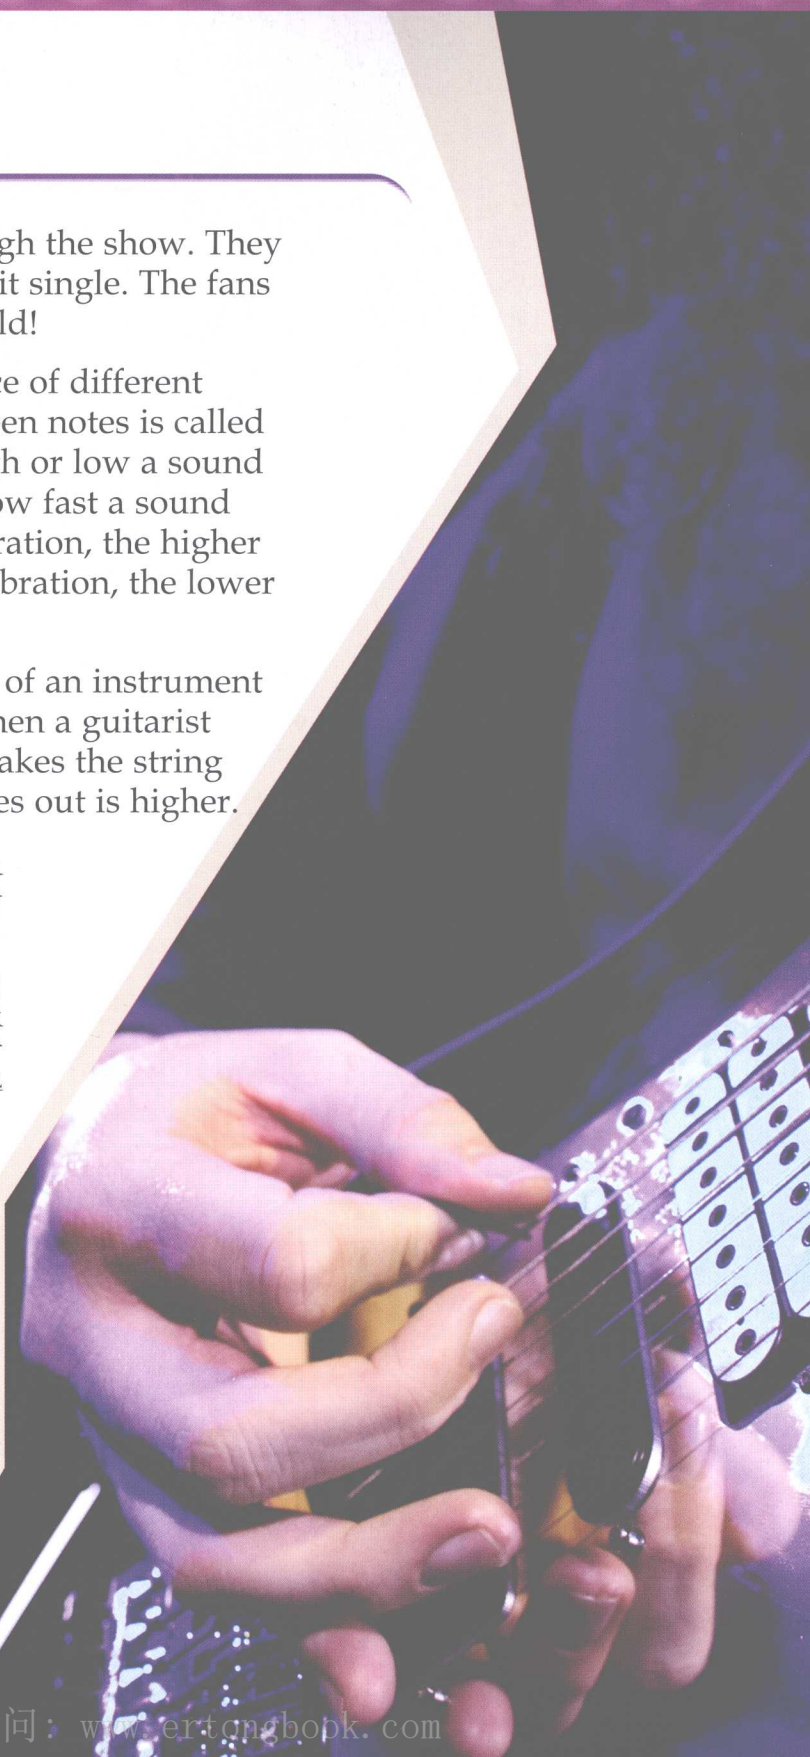 gh the show. They
it single. The fans
ld!
ce of different
en notes is called
h or low a sound
ow fast a sound
ration, the higher
bration, the lower
of an instrument
hen a guitarist
akes the string
es out is higher.
问: www.ertongbook.com